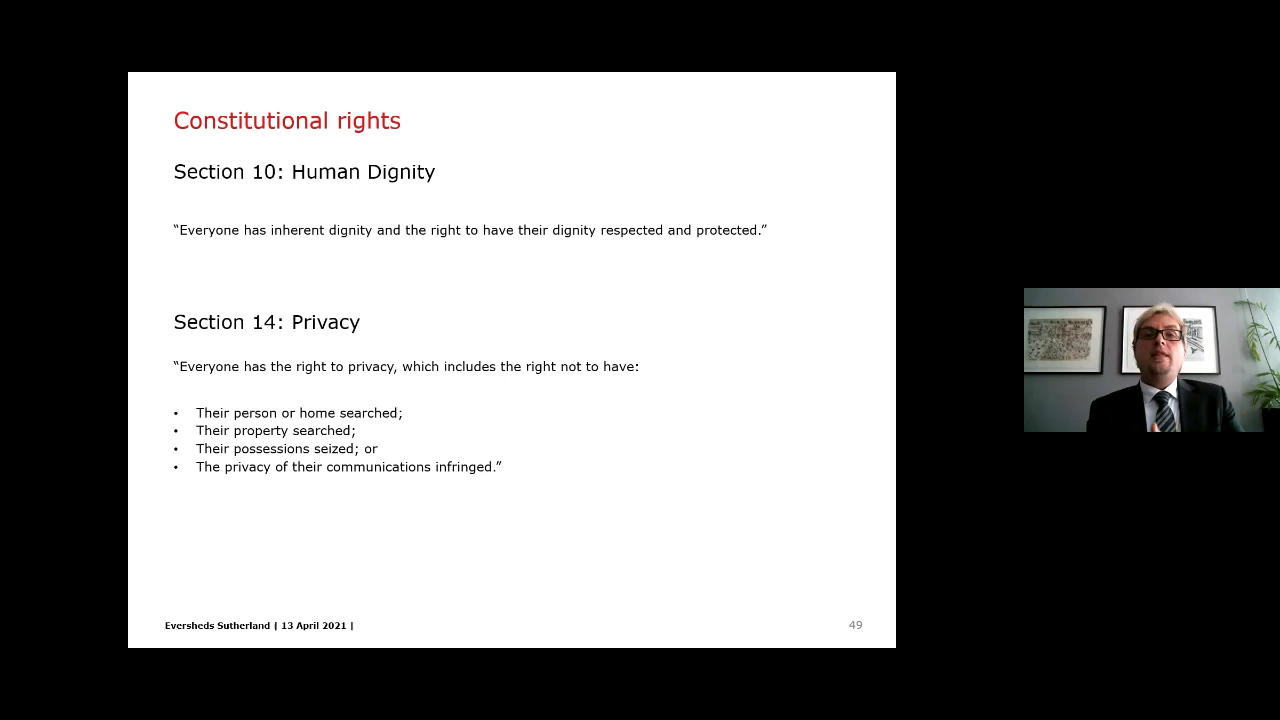 Constitutional rights
Section 10: Human Dignity
“Everyone has inherent dignity and the right to have their dignity respected and protected.”
Section 14: Privacy
“Everyone has the right to privacy, which includes the right not to have:
• Their person or home searched;
• Their property searched;
• Their possessions seized; or
• The privacy of their communications infringed.”
Eversheds Sutherland | 13 April 2021 |
49